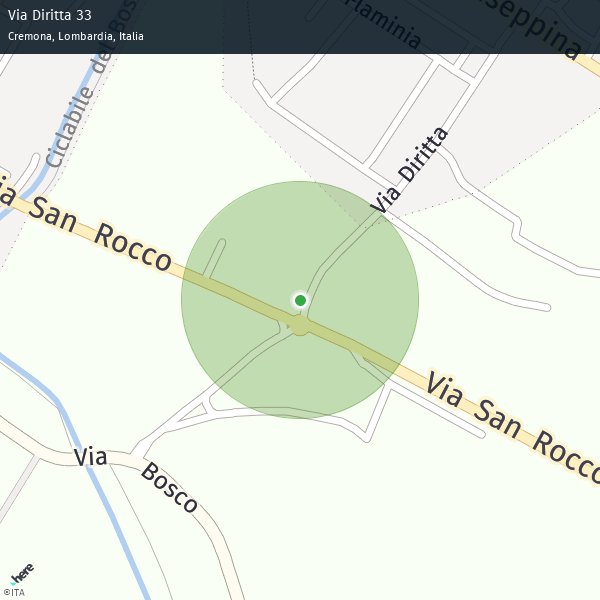 Via Diritta 33
Cremona, Lombardia, Italia
Flaminia
seppina
Ciclabile del Bos
Via Diritta
ia San Rocco
Via San Rocco
Via Bosco
here
©ITA